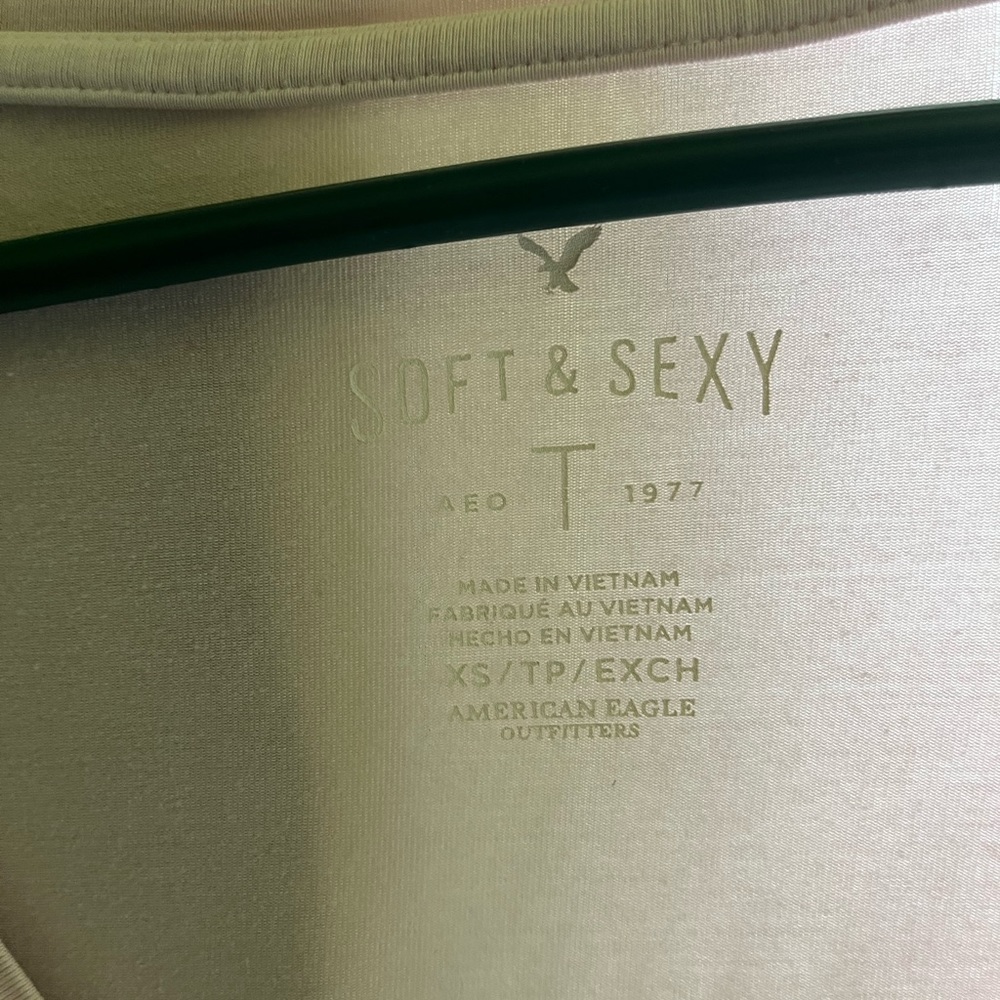 SOFT & SEXY
AEO T 1977
MADE IN VIETNAM
FABRIQUÉ AU VIETNAM
HECHO EN VIETNAM
XS/TP/EXCH
AMERICAN EAGLE
OUTFITTERS